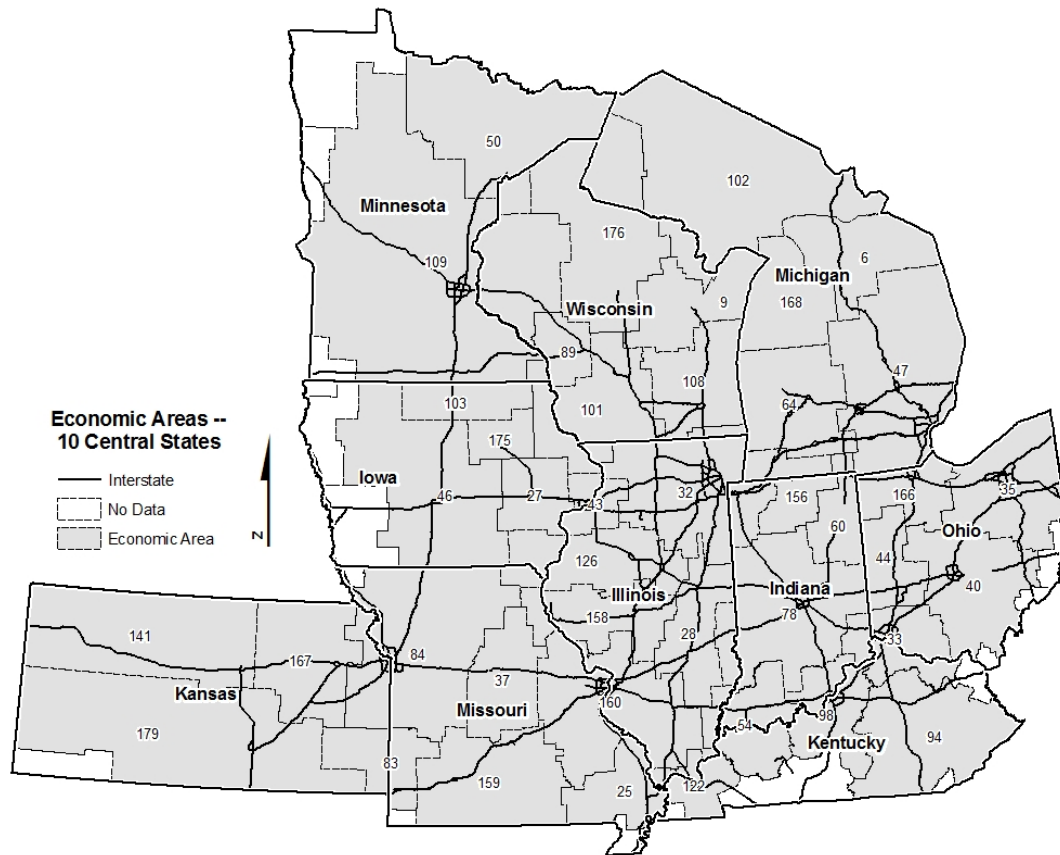 50
102
Minnesota
176
6
109
Michigan
9
168
Wisconsin
89
47
108
103
64
101
Economic Areas --
10 Central States
175
Interstate
Iowa
No Data
46
27
32
156
35
43
166
Economic Area
N
60
Ohio
126
44
40
Illinois
Indiana
158
78
141
28
33
167
84
37
Kansas
Missouri
160
98
54
Kentucky
179
94
83
159
122
25